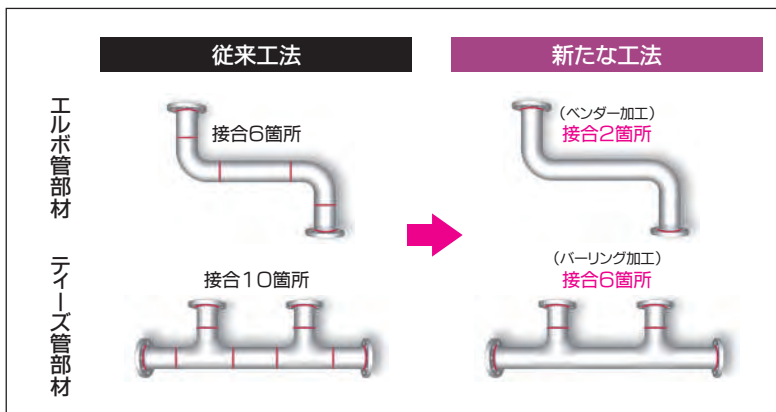 従来工法
新たな工法
エルボ管部材
接合6箇所
（ベンダー加工）
接合2箇所
ティーズ管部材
接合10箇所
（バーリング加工）
接合6箇所